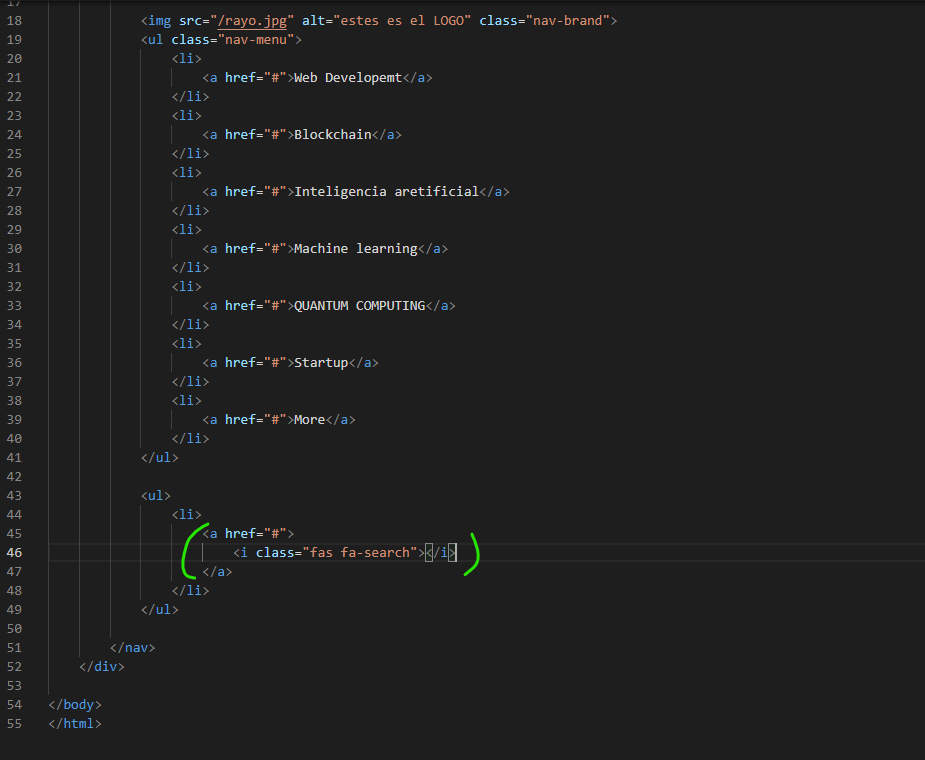 17
18 <img src="/rayo.jpg" alt="estes es el LOGO" class="nav-brand">
19 <ul class="nav-menu">
20 <li>
21 <a href="#">Web Developemt</a>
22 </li>
23 <li>
24 <a href="#">Blockchain</a>
25 </li>
26 <li>
27 <a href="#">Inteligencia aretificial</a>
28 </li>
29 <li>
30 <a href="#">Machine learning</a>
31 </li>
32 <li>
33 <a href="#">QUANTUM COMPUTING</a>
34 </li>
35 <li>
36 <a href="#">Startup</a>
37 </li>
38 <li>
39 <a href="#">More</a>
40 </li>
41 </ul>
42
43 <ul>
44 <li>
45 <a href="#">
46 <i class="fas fa-search"></i>
47 </a>
48 </li>
49 </ul>
50
51 </nav>
52 </div>
53
54 </body>
55 </html>